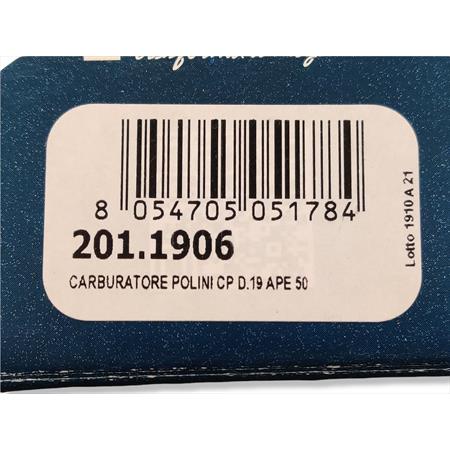 8 054705 051784
201.1906
CARBURATORE POLINI CP D.19 APE 50
Lotto 1910 A 21